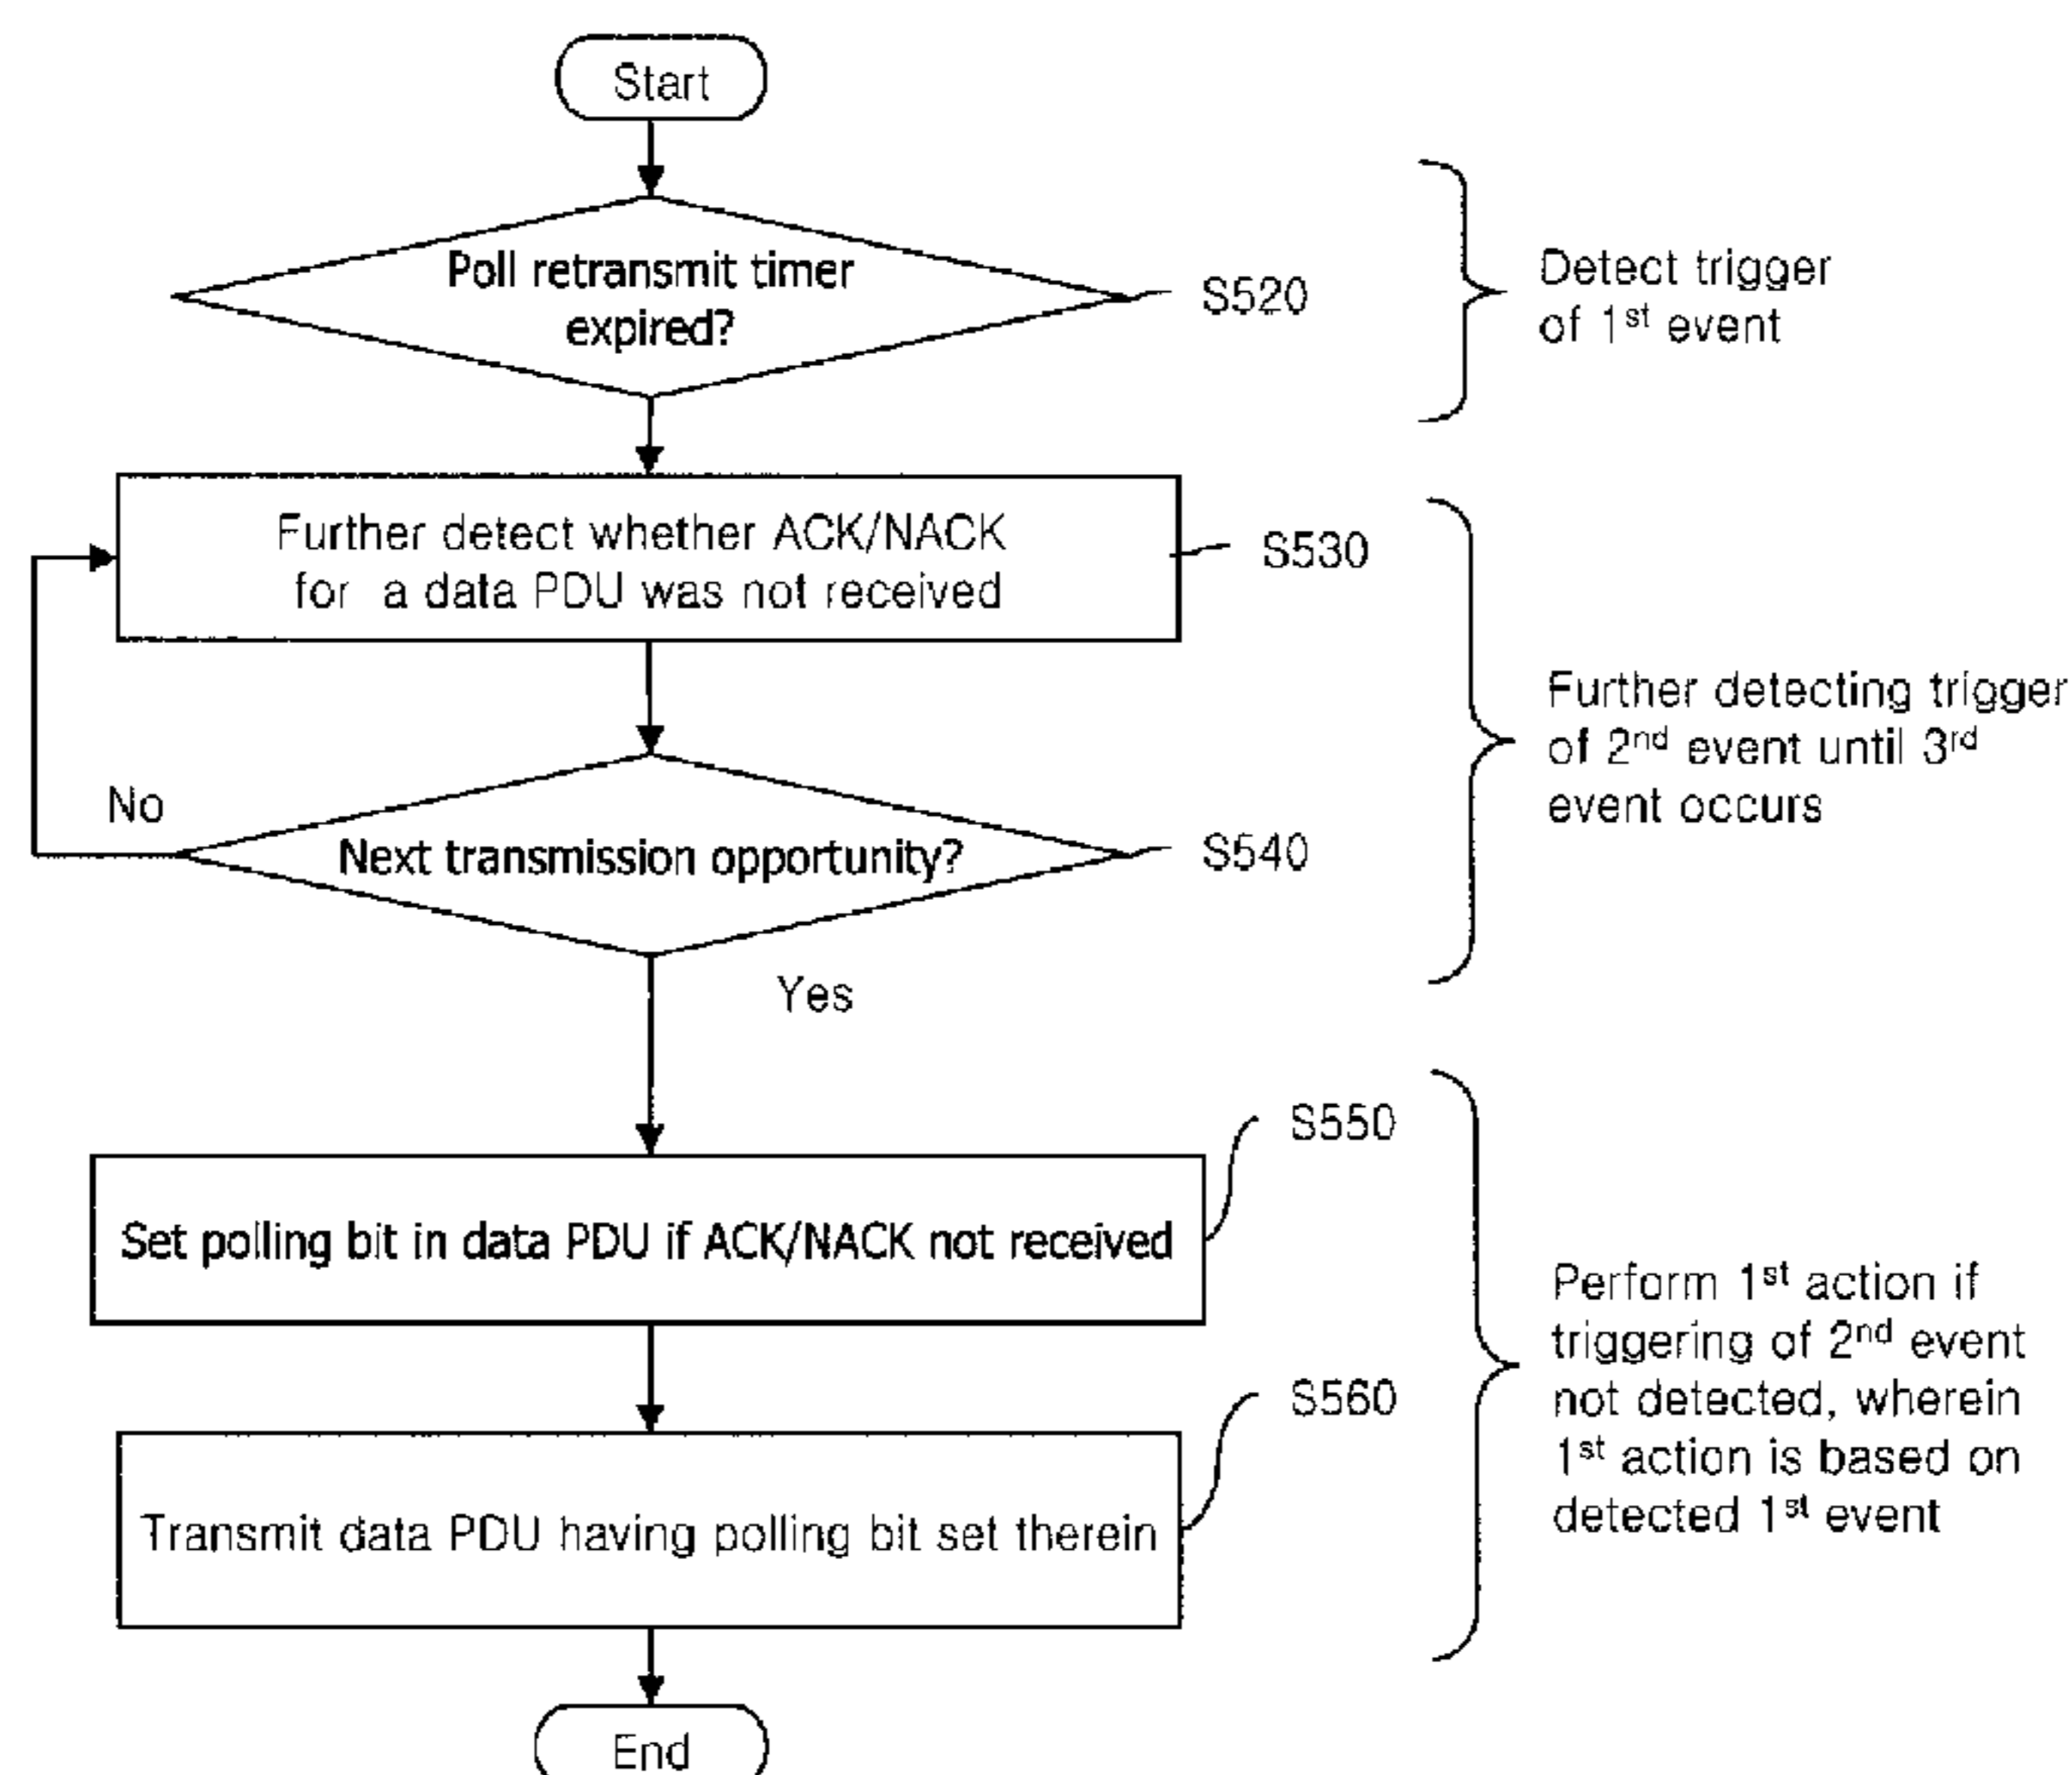 Start
Poll retransmit timer
expired?
S520
Detect trigger
of 1st event
Further detect whether ACK/NACK
for a data PDU was not received
S530
Further detecting trigger
of 2nd event until 3rd
event occurs
No
Next transmission opportunity?
S540
Yes
S550
Set polling bit in data PDU if ACK/NACK not received
Perform 1st action if
triggering of 2nd event
not detected, wherein
1st action is based on
detected 1st event
S560
Transmit data PDU having polling bit set therein
End